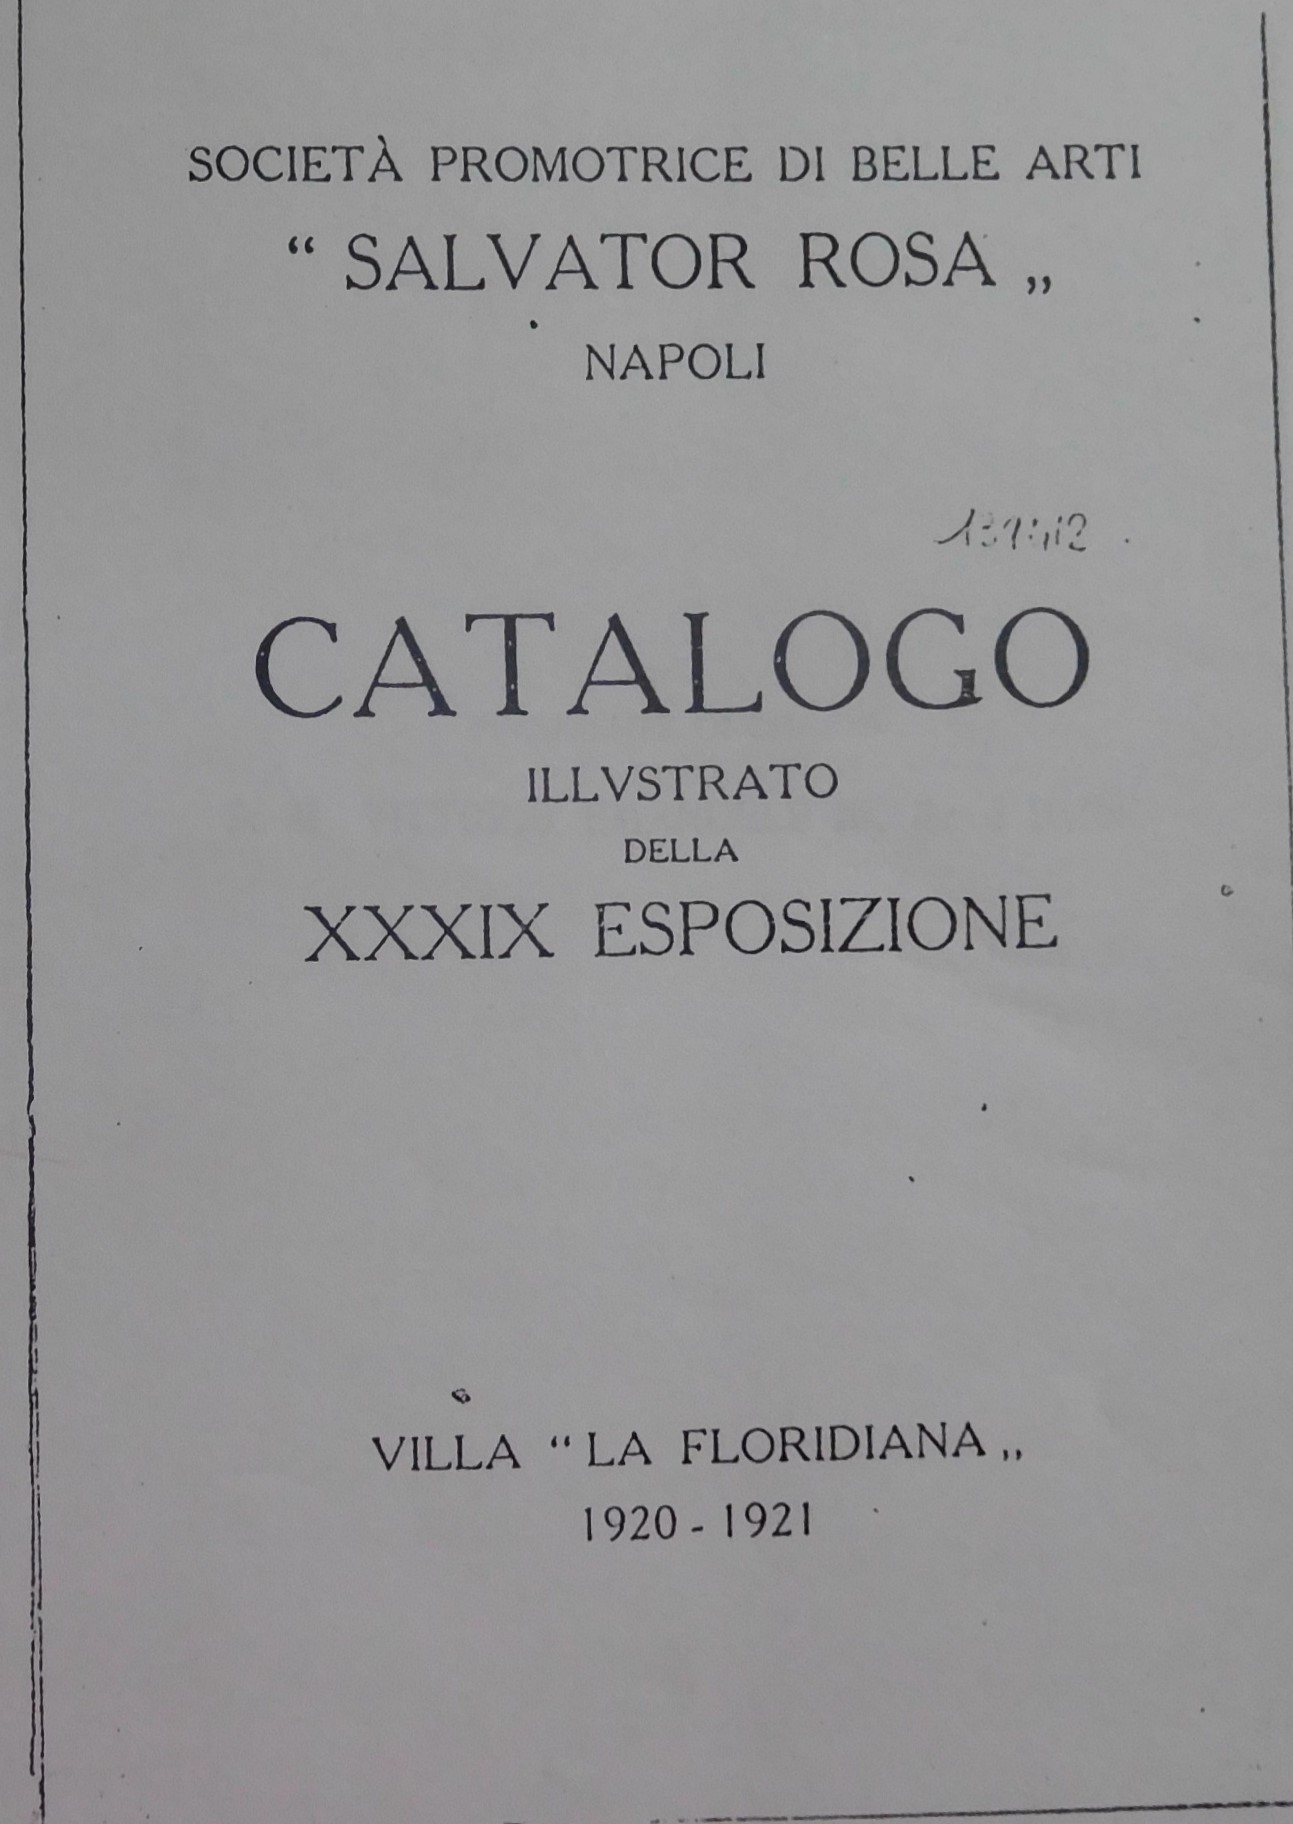 SOCIETÀ PROMOTRICE DI BELLE ARTI
“ SALVATOR ROSA „
NAPOLI
CATALOGO
ILLVSTRATO
DELLA
XXXIX ESPOSIZIONE
VILLA “ LA FLORIDIANA „
1920 - 1921